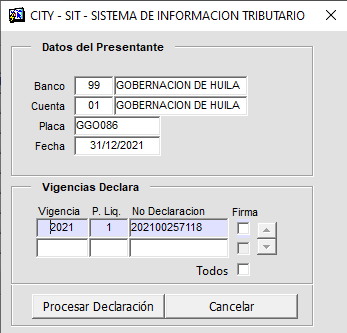 CITY - SIT - SISTEMA DE INFORMACION TRIBUTARIO
Datos del Presentante
Banco 99 GOBERNACION DE HUILA
Cuenta 01 GOBERNACION DE HUILA
Placa GGO086
Fecha 31/12/2021
Vigencias Declara
Vigencia P. Liq. No Declaracion Firma
2021 1 202100257118
Todos
Procesar Declaración Cancelar